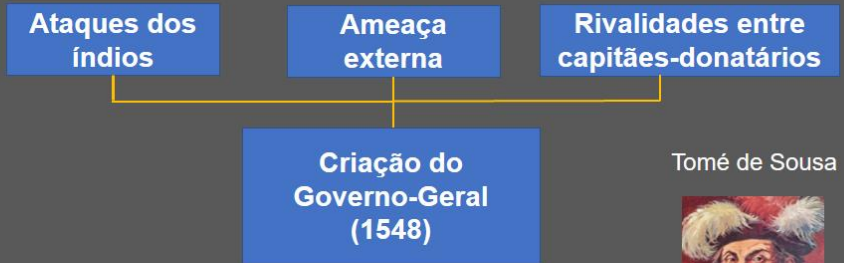 Ataques dos
índios
Ameaça
externa
Rivalidades entre
capitães-donatários
Criação do
Governo-Geral
(1548)
Tomé de Sousa